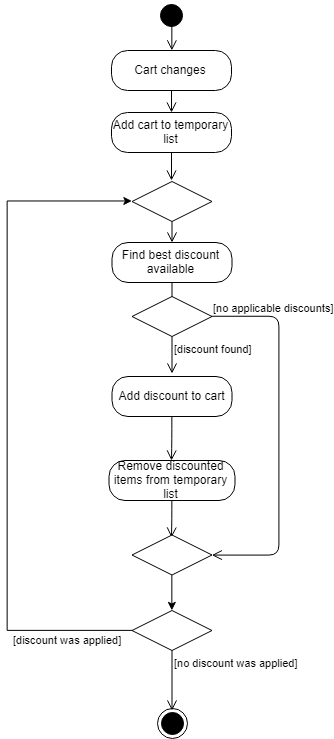 Cart changes
Add cart to temporary
list
Find best discount
available
[no applicable discounts]
[discount found]
Add discount to cart
Remove discounted
items from temporary
list
[discount was applied]
[no discount was applied]